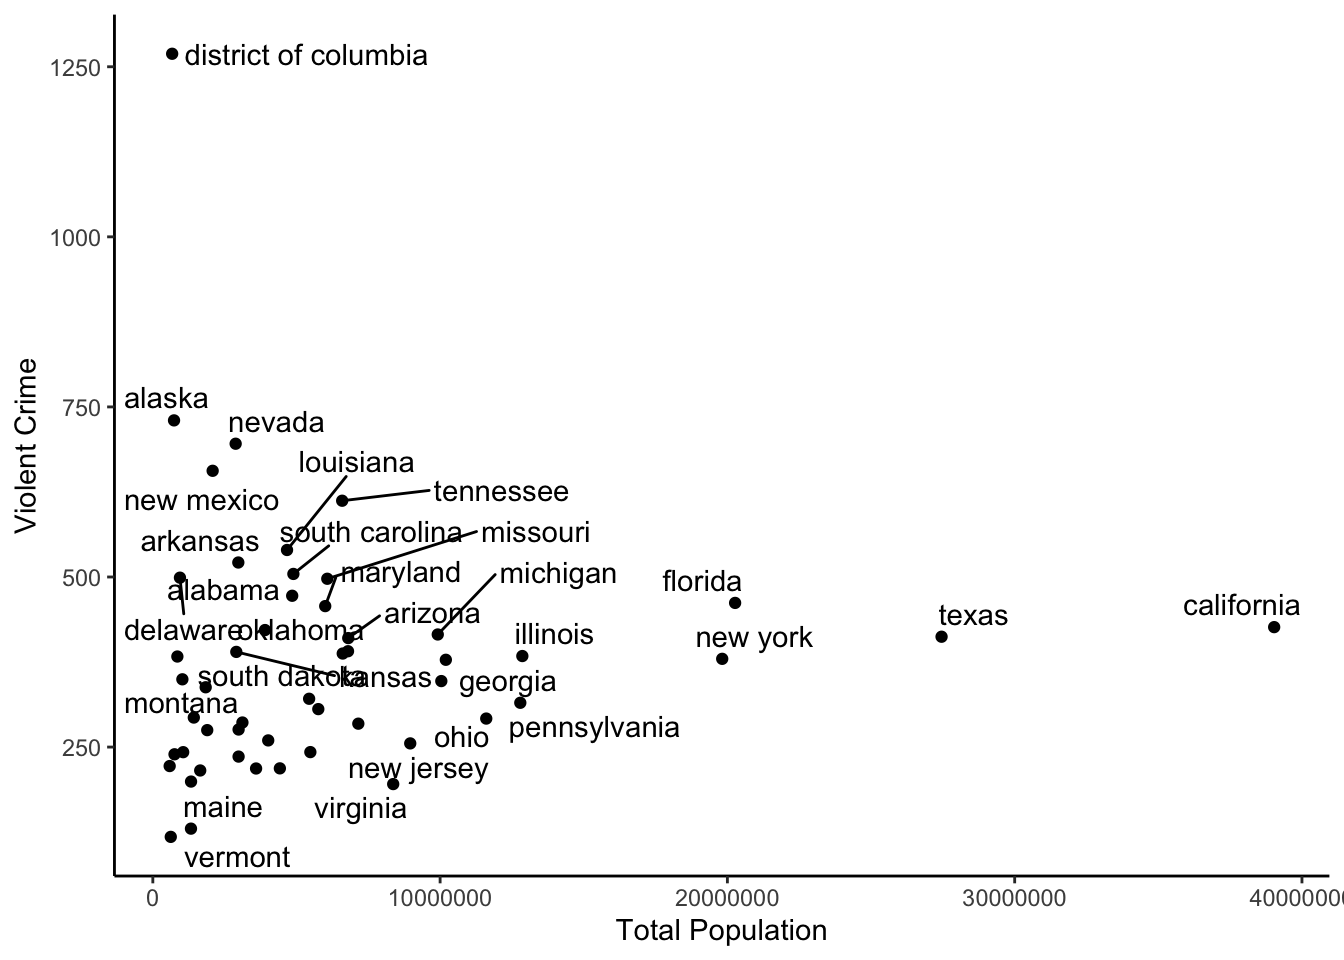 district of columbia
1250
1000
alaska
750
nevada
louisiana
tennessee
new mexico
south carolina
missouri
arkansas
maryland
michigan
500
alabama
florida
california
arizona
texas
delaware
oklahoma
illinois
new york
south dakota
kansas
georgia
montana
pennsylvania
ohio
250
new jersey
maine
virginia
vermont
Violent Crime
0
10000000
20000000
30000000
4000000
Total Population